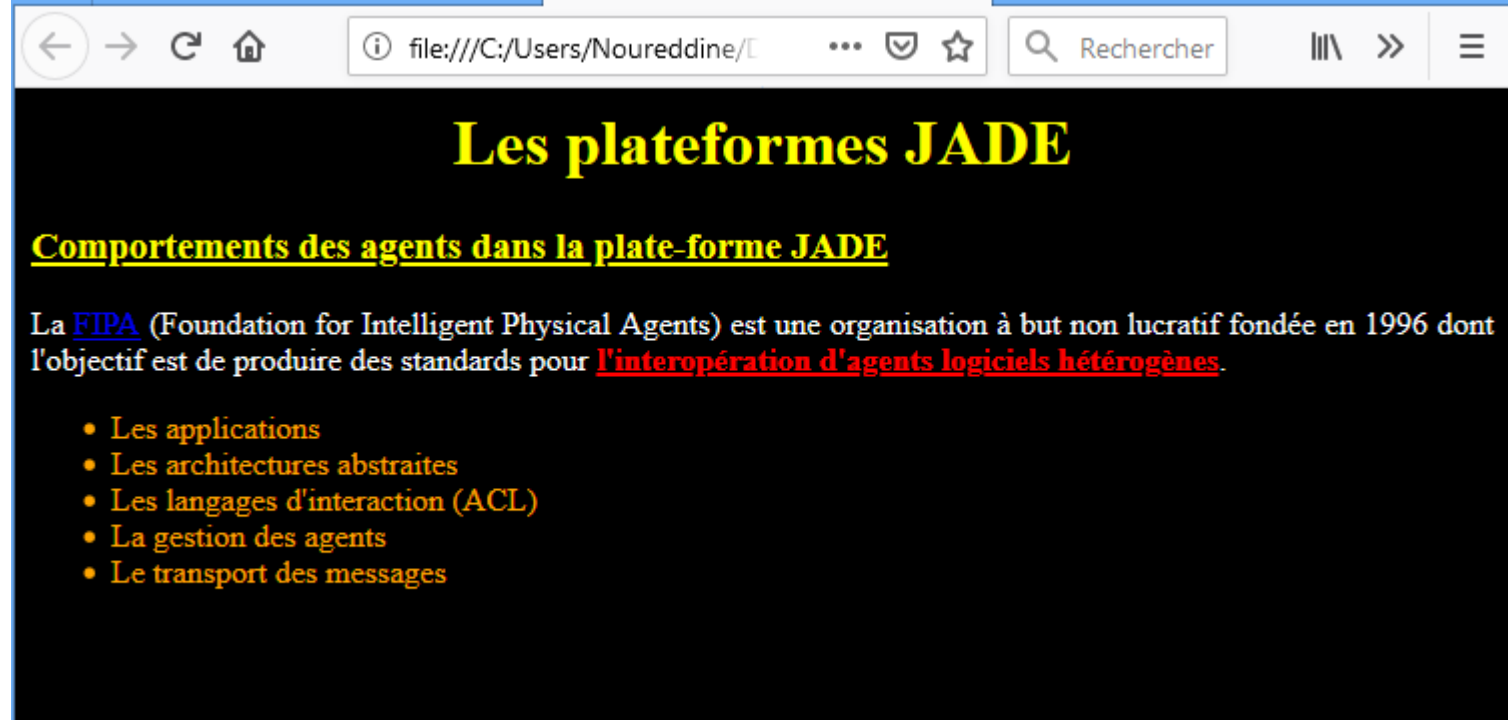 file:///C:/Users/Noureddine/
Rechercher
Les plateformes JADE
Comportements des agents dans la plate-forme JADE
La FIPA (Foundation for Intelligent Physical Agents) est une organisation à but non lucratif fondée en 1996 dont
l'objectif est de produire des standards pour l'interopération d'agents logiciels hétérogènes.
• Les applications
• Les architectures abstraites
• Les langages d'interaction (ACL)
• La gestion des agents
• Le transport des messages